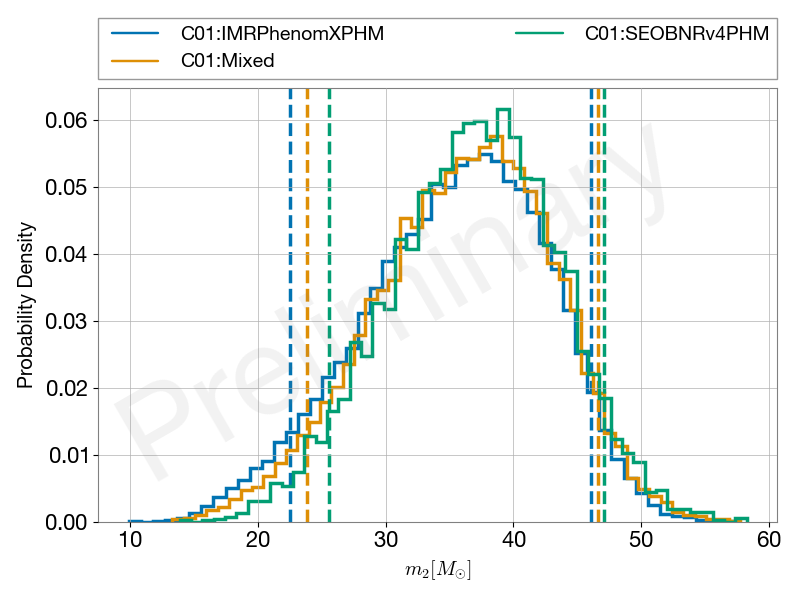 C01:IMRPhenomXPHM C01:SEOBNRv4PHM
C01:Mixed
Preliminary
Probability Density
0.06
0.05
0.04
0.03
0.02
0.01
0.00
10 20 30 40 50 60
m₂[M☉]